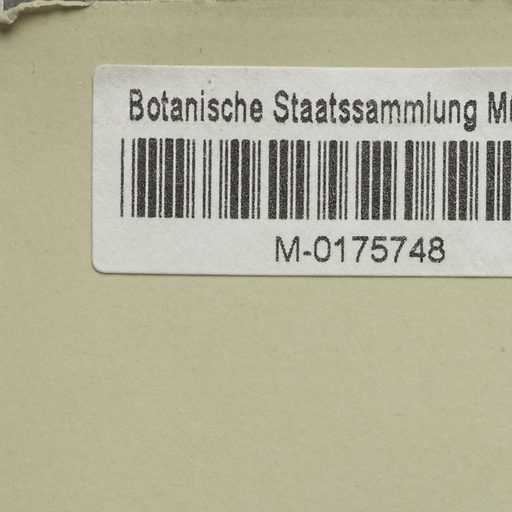 Botanische Staatssammlung
M-0175748